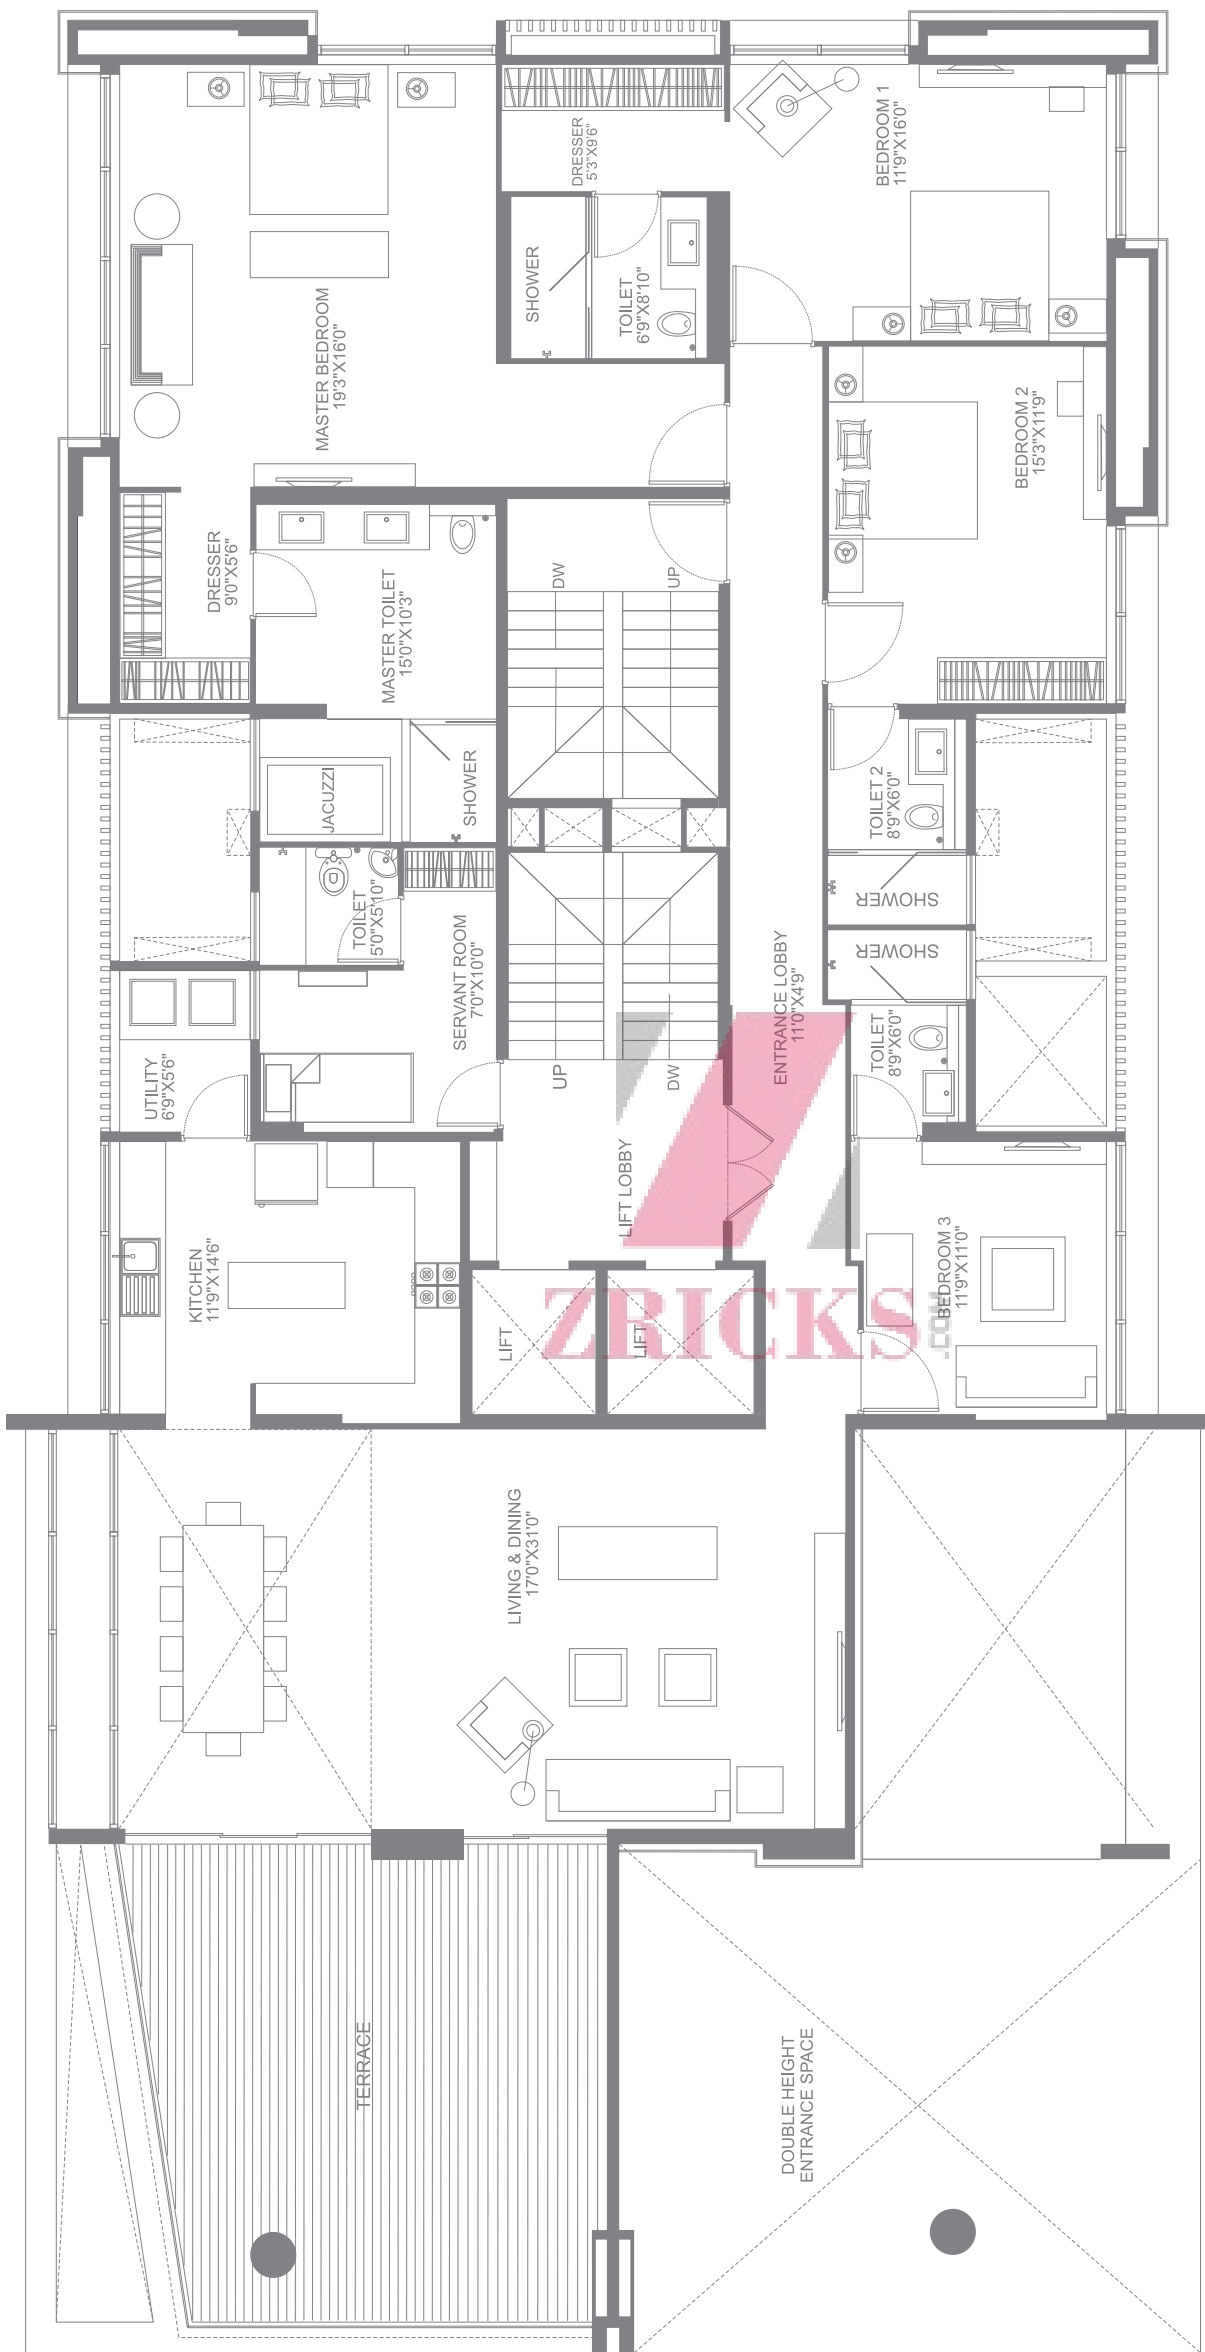 BEDROOM 1
11'9"X16'0"
DRESSER
5'3"X9'6"
SHOWER
TOILET
6'9"X8'10"
MASTER BEDROOM
19'3"X16'0"
BEDROOM 2
15'3"X11'9"
DRESSER
9'0"X5'6"
MASTER TOILET
15'0"X10'3"
DW
UP
JACUZZI
SHOWER
TOILET 2
8'9"X6'0"
SHOWER
SHOWER
TOILET
5'0"X5'10"
SERVANT ROOM
7'0"X10'0"
ENTRANCE LOBBY
11'0"X4'9"
UTILITY
6'9"X5'6"
UP
DW
TOILET
8'9"X6'0"
LIFT LOBBY
KITCHEN
11'9"X14'6"
BEDROOM 3
11'9"X11'0"
LIFT
LIFT
ZRICKS
.COM
LIVING & DINING
17'0"X31'0"
TERRACE
DOUBLE HEIGHT
ENTRANCE SPACE